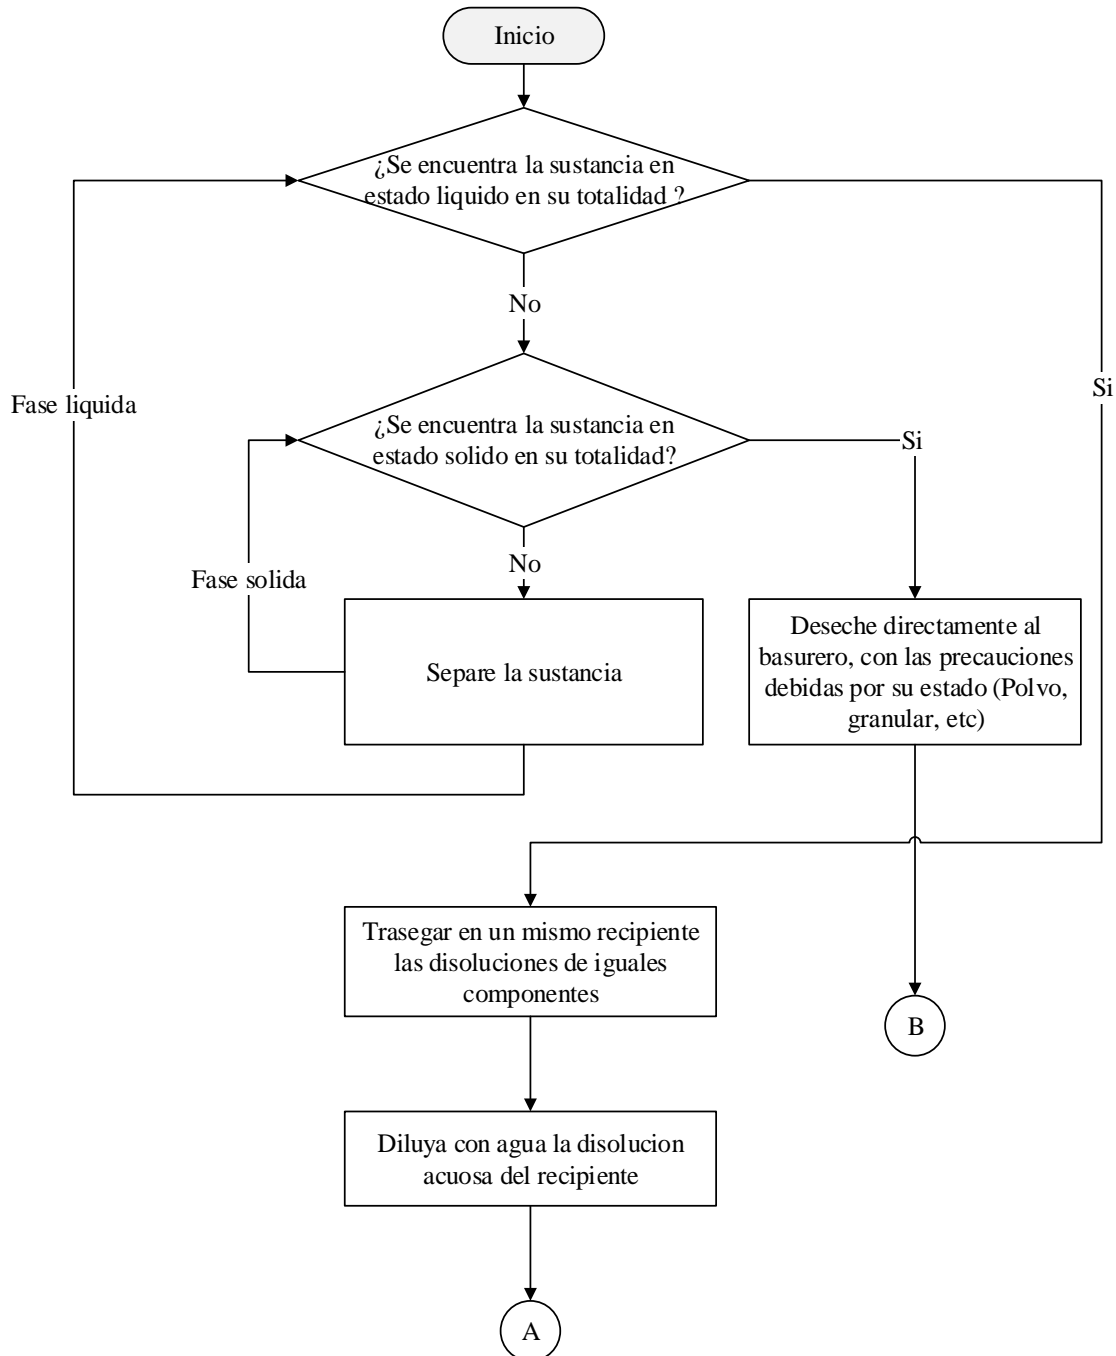 Inicio
¿Se encuentra la sustancia en
estado liquido en su totalidad ?
No
Si
Fase liquida
¿Se encuentra la sustancia en
estado solido en su totalidad?
Si
No
Fase solida
Separe la sustancia
Deseche directamente al
basurero, con las precauciones
debidas por su estado (Polvo,
granular, etc)
Trasegar en un mismo recipiente
las disoluciones de iguales
componentes
B
Diluya con agua la disolucion
acuosa del recipiente
A